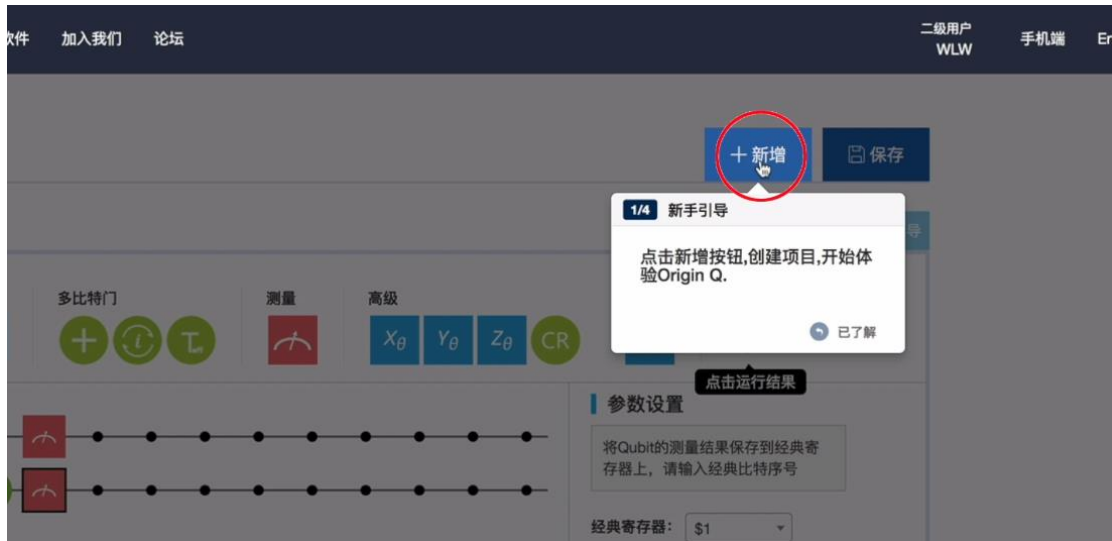 软件 加入我们 论坛
二级用户
WLW
手机端
新增
保存
1/4 新手引导
导
点击新增按钮,创建项目,开始体
验Origin Q.
已了解
多比特门 测量 高级
Xθ Yθ Zθ CR
点击运行结果
参数设置
将Qubit的测量结果保存到经典寄
存器上，请输入经典比特序号
经典寄存器： $1